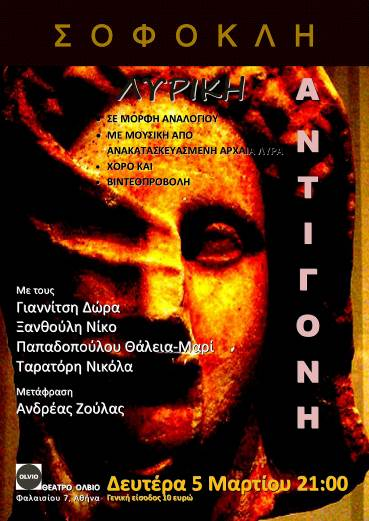 ΣΟΦΟΚΛΗ
ΛΥΡΙΚΗ
ΑΝΤΙΓΟΝΗ
• ΣΕ ΜΟΡΦΗ ΑΝΑΛΟΓΙΟΥ
• ΜΕ ΜΟΥΣΙΚΗ ΑΠΟ
ΑΝΑΚΑΤΑΣΚΕΥΑΣΜΕΝΗ ΑΡΧΑΙΑ ΛΥΡΑ
• ΧΟΡΟ ΚΑΙ
• ΒΙΝΤΕΟΠΡΟΒΟΛΗ
Με τους
Γιαννίτση Δώρα
Ξανθούλη Νίκο
Παπαδοπούλου Θάλεια-Μαρί
Ταρατόρη Νικόλα
Μετάφραση
Ανδρέας Ζούλας
OLVIO
ΘΕΑΤΡΟ ΟΛΒΙΟ
Φαλαισίου 7, Αθήνα
Δευτέρα 5 Μαρτίου 21:00
Γενική είσοδος 10 ευρώ